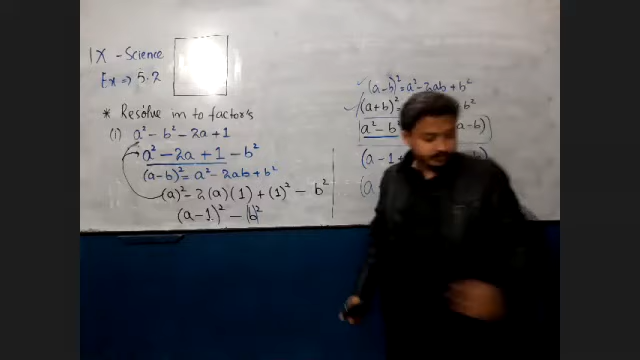 IX - Science
Ex => 5.2
* Resolve in to factors
(i) a² - b² - 2a + 1
a² - 2a + 1 - b²
(a-b)² = a² - 2ab + b²
(a)² - 2(a)(1) + (1)² - b²
(a-1)² - (b)²
(a-b)² = a² - 2ab + b²
(a+b)² = b²
a² - b² a-b)
(a-1+ b)
(a